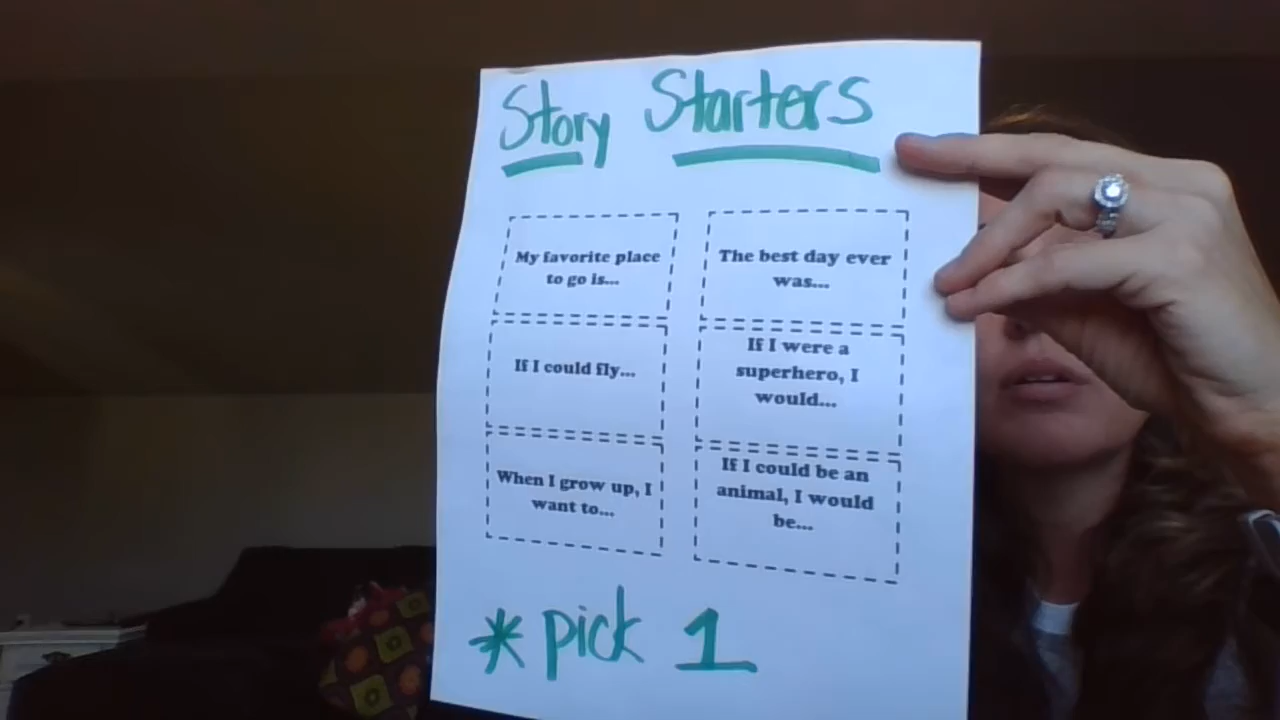 Story Starters
My favorite place
to go is...
The best day ever
was...
If I could fly...
If I were a
superhero, I
would...
When I grow up, I
want to...
If I could be an
animal, I would
be...
* pick 1